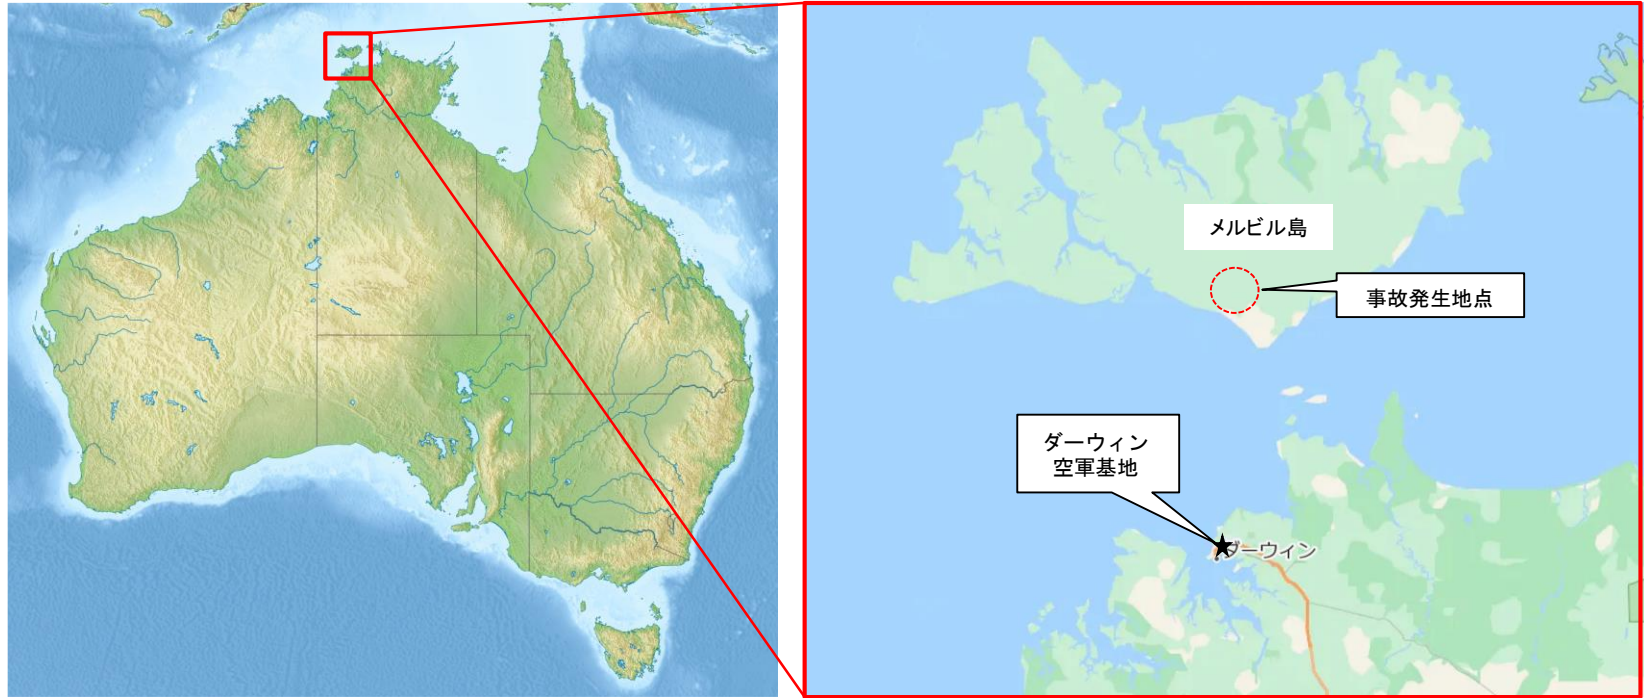 メルビル島
事故発生地点
ダーウィン
空軍基地
ダーウィン